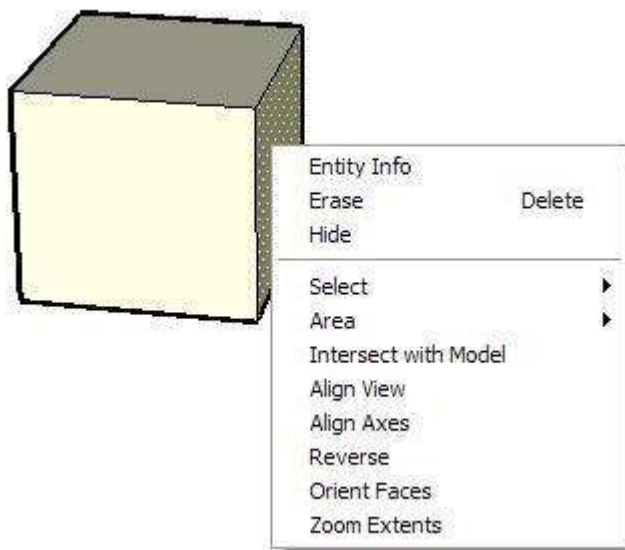 Entity Info
Erase Delete
Hide
Select
Area
Intersect with Model
Align View
Align Axes
Reverse
Orient Faces
Zoom Extents